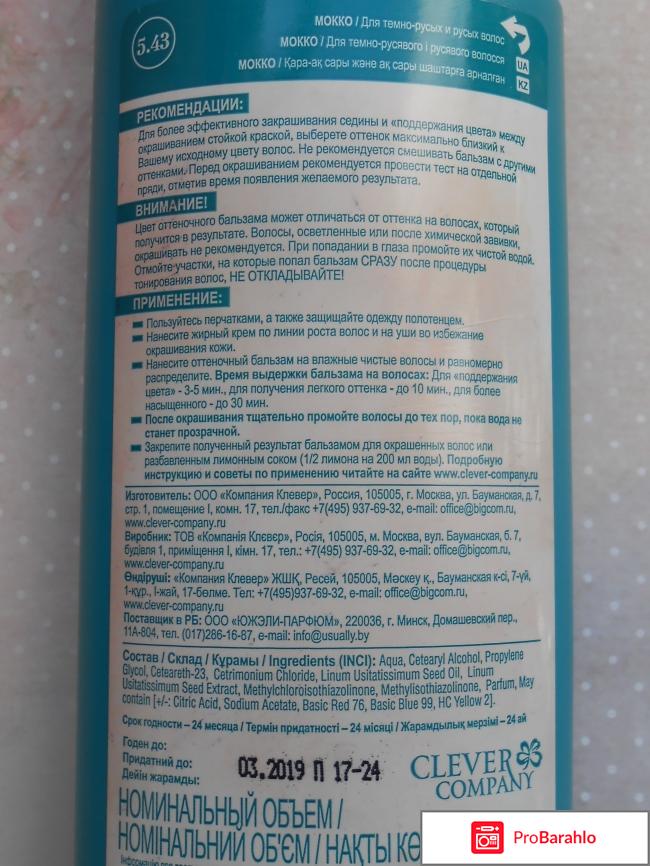 5.43
МОККО / Для темно-русых и русых волос
МОККО / Для темно-русявого і русявого волосся
UA
МОККО / Қара-ақ сары және ақ сары шаштарға арналған
KZ
РЕКОМЕНДАЦИИ:
Для более эффективного закрашивания седины и «поддержания цвета» между
окрашиванием стойкой краской, выберете оттенок максимально близкий к
Вашему исходному цвету волос. Не рекомендуется смешивать бальзам с другими
оттенками. Перед окрашиванием рекомендуется провести тест на отдельной
пряди, отметив время появления желаемого результата.
ВНИМАНИЕ!
Цвет оттеночного бальзама может отличаться от оттенка на волосах, который
получится в результате. Волосы, осветленные или после химической завивки,
окрашивать не рекомендуется. При попадании в глаза промойте их чистой водой.
Отмойте участки, на которые попал бальзам СРАЗУ после процедуры
тонирования волос, НЕ ОТКЛАДЫВАЙТЕ!
ПРИМЕНЕНИЕ:
Пользуйтесь перчатками, а также защищайте одежду полотенцем.
Нанесите жирный крем по линии роста волос и на уши во избежание
окрашивания кожи.
Нанесите оттеночный бальзам на влажные чистые волосы и равномерно
распределите. Время выдержки бальзама на волосах: Для «поддержания
цвета» - 3-5 мин., для получения легкого оттенка - до 10 мин., для более
насыщенного - до 30 мин.
После окрашивания тщательно промойте волосы до тех пор, пока вода не
станет прозрачной.
Закрепите полученный результат бальзамом для окрашенных волос или
разбавленным лимонным соком (1/2 лимона на 200 мл воды). Подробную
инструкцию и советы по применению читайте на сайте www.clever-company.ru
Изготовитель: ООО «Компания Клевер», Россия, 105005, г. Москва, ул. Бауманская, д. 7,
стр. 1, помещение I, комн. 17, тел./факс +7(495) 937-69-32, e-mail: office@bigcom.ru,
www.clever-company.ru
Виробник: ТОВ «Компанія Клєвєр», Росія, 105005, м. Москва, вул. Бауманская, б. 7,
будівля 1, приміщення I, кімн. 17, тел.: +7(495) 937-69-32, e-mail: office@bigcom.ru,
www.clever-company.ru
Өндіруші: «Компания Клевер» ЖШҚ, Ресей, 105005, Мәскеу қ., Бауманская к-сі, 7-үй,
1-құр., I-жай, 17-бөлме. Тел: +7(495)937-69-32, e-mail: office@bigcom.ru,
www.clever-company.ru
Поставщик в РБ: ООО «ЮЖЭЛИ-ПАРФЮМ», 220036, г. Минск, Домашевский пер.,
11А-804, тел. (017)286-16-87, e-mail: info@usually.by
Состав / Склад / Құрамы / Ingredients (INCI): Aqua, Cetearyl Alcohol, Propylene
Glycol, Ceteareth-23, Cetrimonium Chloride, Linum Usitatissimum Seed Oil, Linum
Usitatissimum Seed Extract, Methylchloroisothiazolinone, Methylisothiazolinone, Parfum, May
contain [+/-: Citric Acid, Sodium Acetate, Basic Red 76, Basic Blue 99, HC Yellow 2].
Срок годности – 24 месяца / Термін придатності – 24 місяці / Жарамдылық мерзімі – 24 ай
Годен до:
Придатний до:
Дейін жарамды:
03.2019 П 17-24
CLEVER
COMPANY
НОМИНАЛЬНЫЙ ОБЪЕМ /
НОМІНАЛЬНИЙ ОБ'ЄМ / НАҚТЫ
ProBarahlo